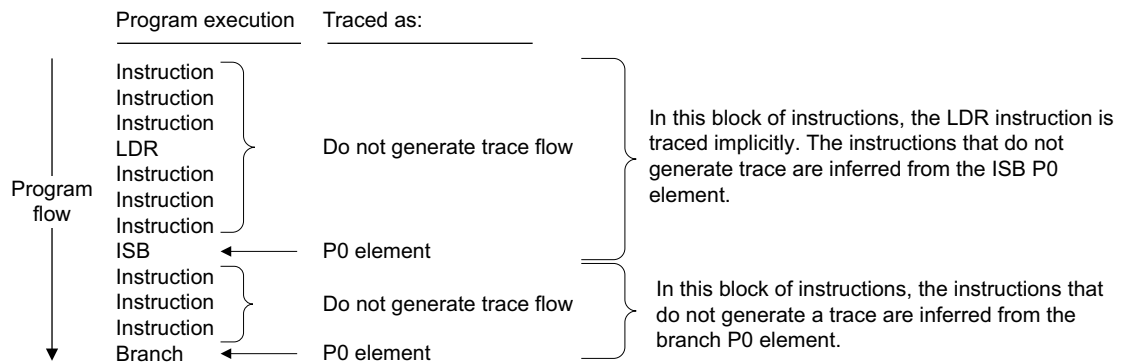 Program execution Traced as:
Instruction
Instruction
Instruction
LDR Do not generate trace flow
Instruction
Instruction
Instruction
ISB P0 element
In this block of instructions, the LDR instruction is
traced implicitly. The instructions that do not
generate trace are inferred from the ISB P0
element.
Program
flow
Instruction
Instruction Do not generate trace flow
Instruction
Branch P0 element
In this block of instructions, the instructions that
do not generate a trace are inferred from the
branch P0 element.